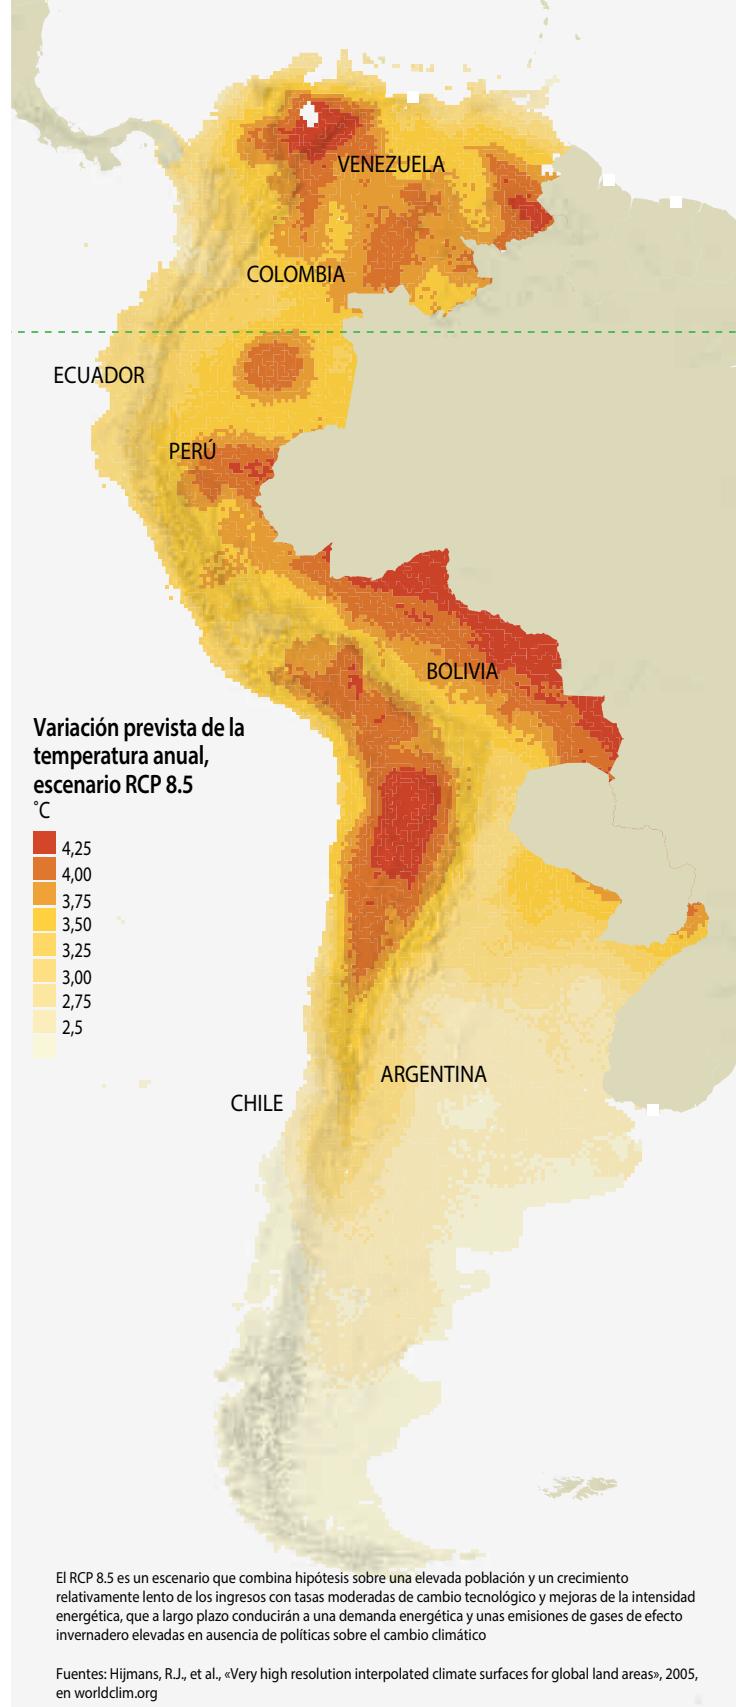 VENEZUELA
COLOMBIA
ECUADOR
PERÚ
BOLIVIA
Variación prevista de la
temperatura anual,
escenario RCP 8.5
˚C
4,25
4,00
3,75
3,50
3,25
3,00
2,75
2,5
ARGENTINA
CHILE
El RCP 8.5 es un escenario que combina hipótesis sobre una elevada población y un crecimiento
relativamente lento de los ingresos con tasas moderadas de cambio tecnológico y mejoras de la intensidad
energética, que a largo plazo conducirán a una demanda energética y unas emisiones de gases de efecto
invernadero elevadas en ausencia de políticas sobre el cambio climático
Fuentes: Hijmans, R.J., et al., «Very high resolution interpolated climate surfaces for global land areas», 2005,
en worldclim.org